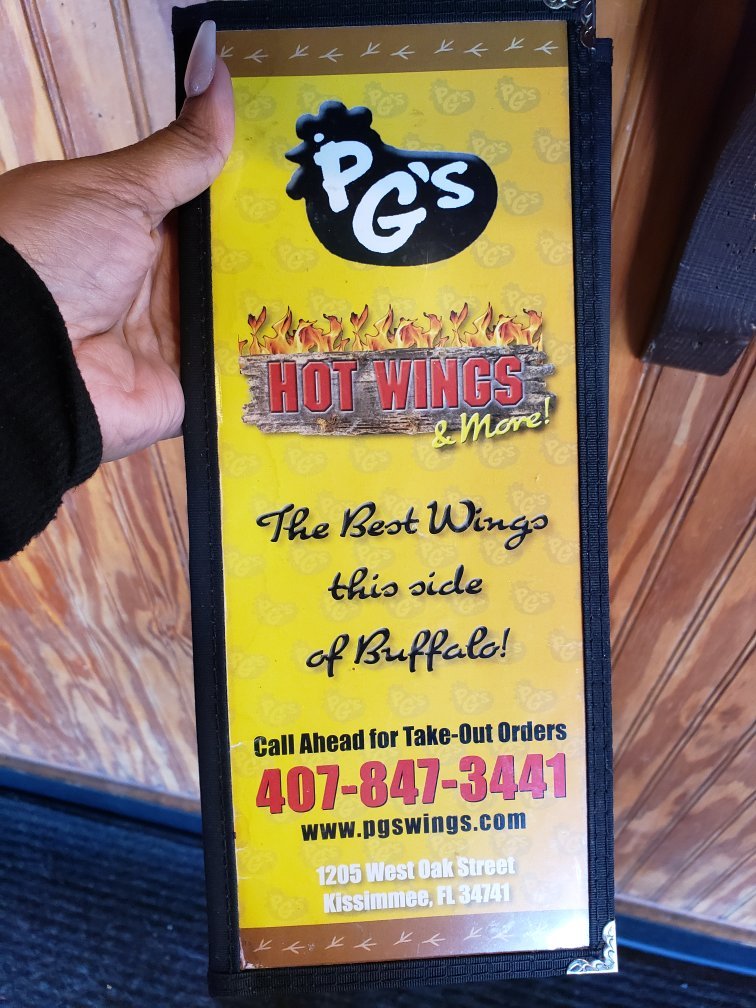 PG's
HOT WINGS
& More!
The Best Wings
this side
of Buffalo!
Call Ahead for Take-Out Orders
407-847-3441
www.pgswings.com
1205 West Oak Street
Kissimmee, FL 34741